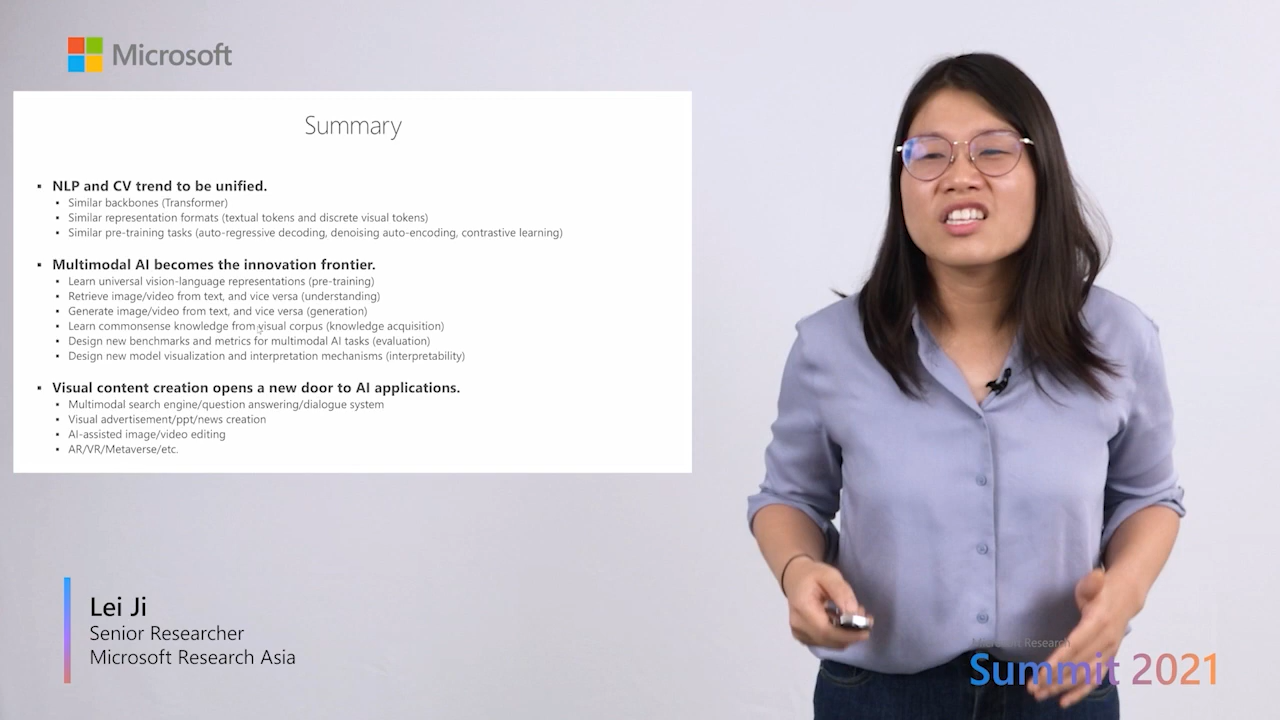 Microsoft
Summary
▪ NLP and CV trend to be unified.
▪ Similar backbones (Transformer)
▪ Similar representation formats (textual tokens and discrete visual tokens)
▪ Similar pre-training tasks (auto-regressive decoding, denoising auto-encoding, contrastive learning)
▪ Multimodal AI becomes the innovation frontier.
▪ Learn universal vision-language representations (pre-training)
▪ Retrieve image/video from text, and vice versa (understanding)
▪ Generate image/video from text, and vice versa (generation)
▪ Learn commonsense knowledge from visual corpus (knowledge acquisition)
▪ Design new benchmarks and metrics for multimodal AI tasks (evaluation)
▪ Design new model visualization and interpretation mechanisms (interpretability)
▪ Visual content creation opens a new door to AI applications.
▪ Multimodal search engine/question answering/dialogue system
▪ Visual advertisement/ppt/news creation
▪ AI-assisted image/video editing
▪ AR/VR/Metaverse/etc.
Lei Ji
Senior Researcher
Microsoft Research Asia
Microsoft Research
Summit 2021